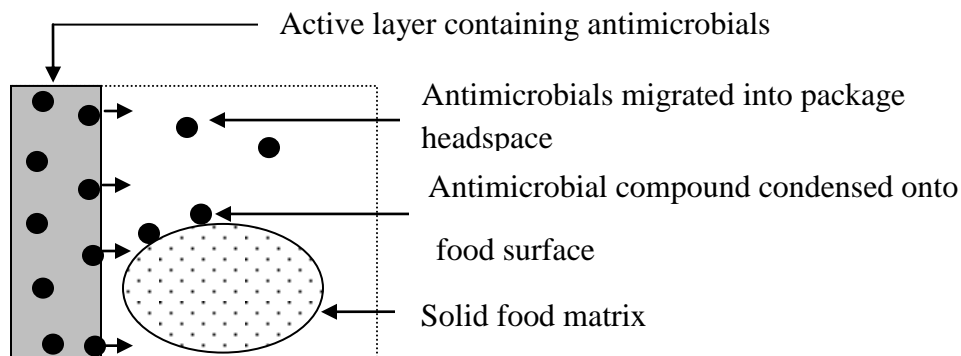 Active layer containing antimicrobials
Antimicrobials migrated into package
headspace
Antimicrobial compound condensed onto
food surface
Solid food matrix